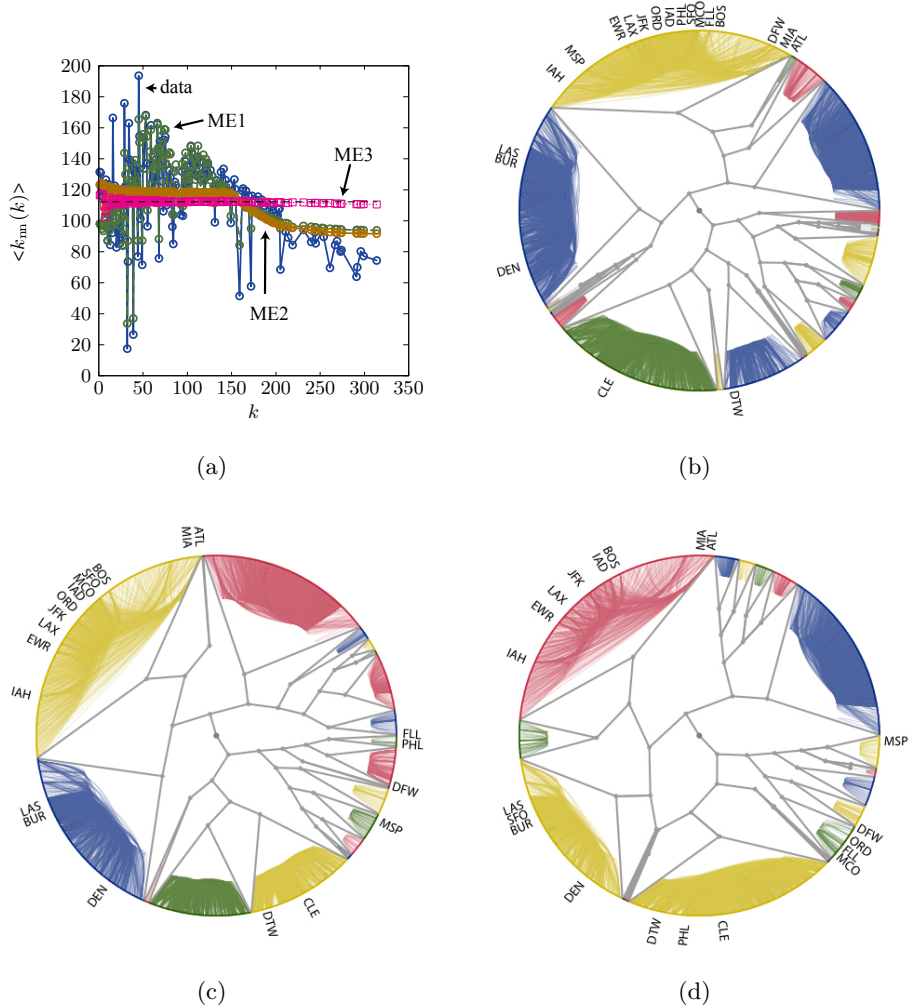 200
180
160
140
120
100
80
60
40
20
0
<k_nn(k)>
data
ME1
ME3
ME2
0 50 100 150 200 250 300 350
k
(a)
IAH
MSP
EWR
LAX
JFK
ORD
IAD
PHL
SFO
MCO
FLL
BOS
DFW
MIA
ATL
LAS
BUR
DEN
CLE
DTW
(b)
MIA
ATL
BOS
SFO
MCO
IAD
ORD
JFK
LAX
EWR
IAH
FLL
PHL
DFW
MSP
LAS
BUR
DEN
DTW
CLE
(c)
MIA
ATL
BOS
IAD
JFK
LAX
EWR
IAH
MSP
LAS
SFO
BUR
DEN
DFW
ORD
FLL
MCO
DTW
PHL
CLE
(d)